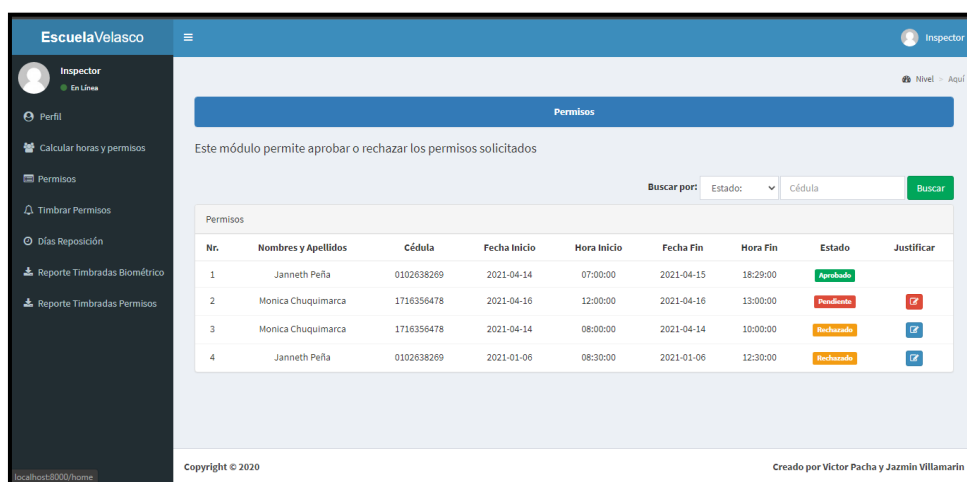 EscuelaVelasco
Inspector
Inspector
En Línea
Nivel > Aquí
Perfil
Calcular horas y permisos
Permisos
Timbrar Permisos
Días Reposición
Reporte Timbradas Biométrico
Reporte Timbradas Permisos
Permisos
Este módulo permite aprobar o rechazar los permisos solicitados
Buscar por: Estado: Cédula Buscar
Permisos
Nr. Nombres y Apellidos Cédula Fecha Inicio Hora Inicio Fecha Fin Hora Fin Estado Justificar
1 Janneth Peña 0102638269 2021-04-14 07:00:00 2021-04-15 18:29:00 Aprobado
2 Monica Chuquimarca 1716356478 2021-04-16 12:00:00 2021-04-16 13:00:00 Pendiente
3 Monica Chuquimarca 1716356478 2021-04-14 08:00:00 2021-04-14 10:00:00 Rechazado
4 Janneth Peña 0102638269 2021-01-06 08:30:00 2021-01-06 12:30:00 Rechazado
Copyright © 2020 Creado por Victor Pacha y Jazmin Villamarin
localhost:8000/home